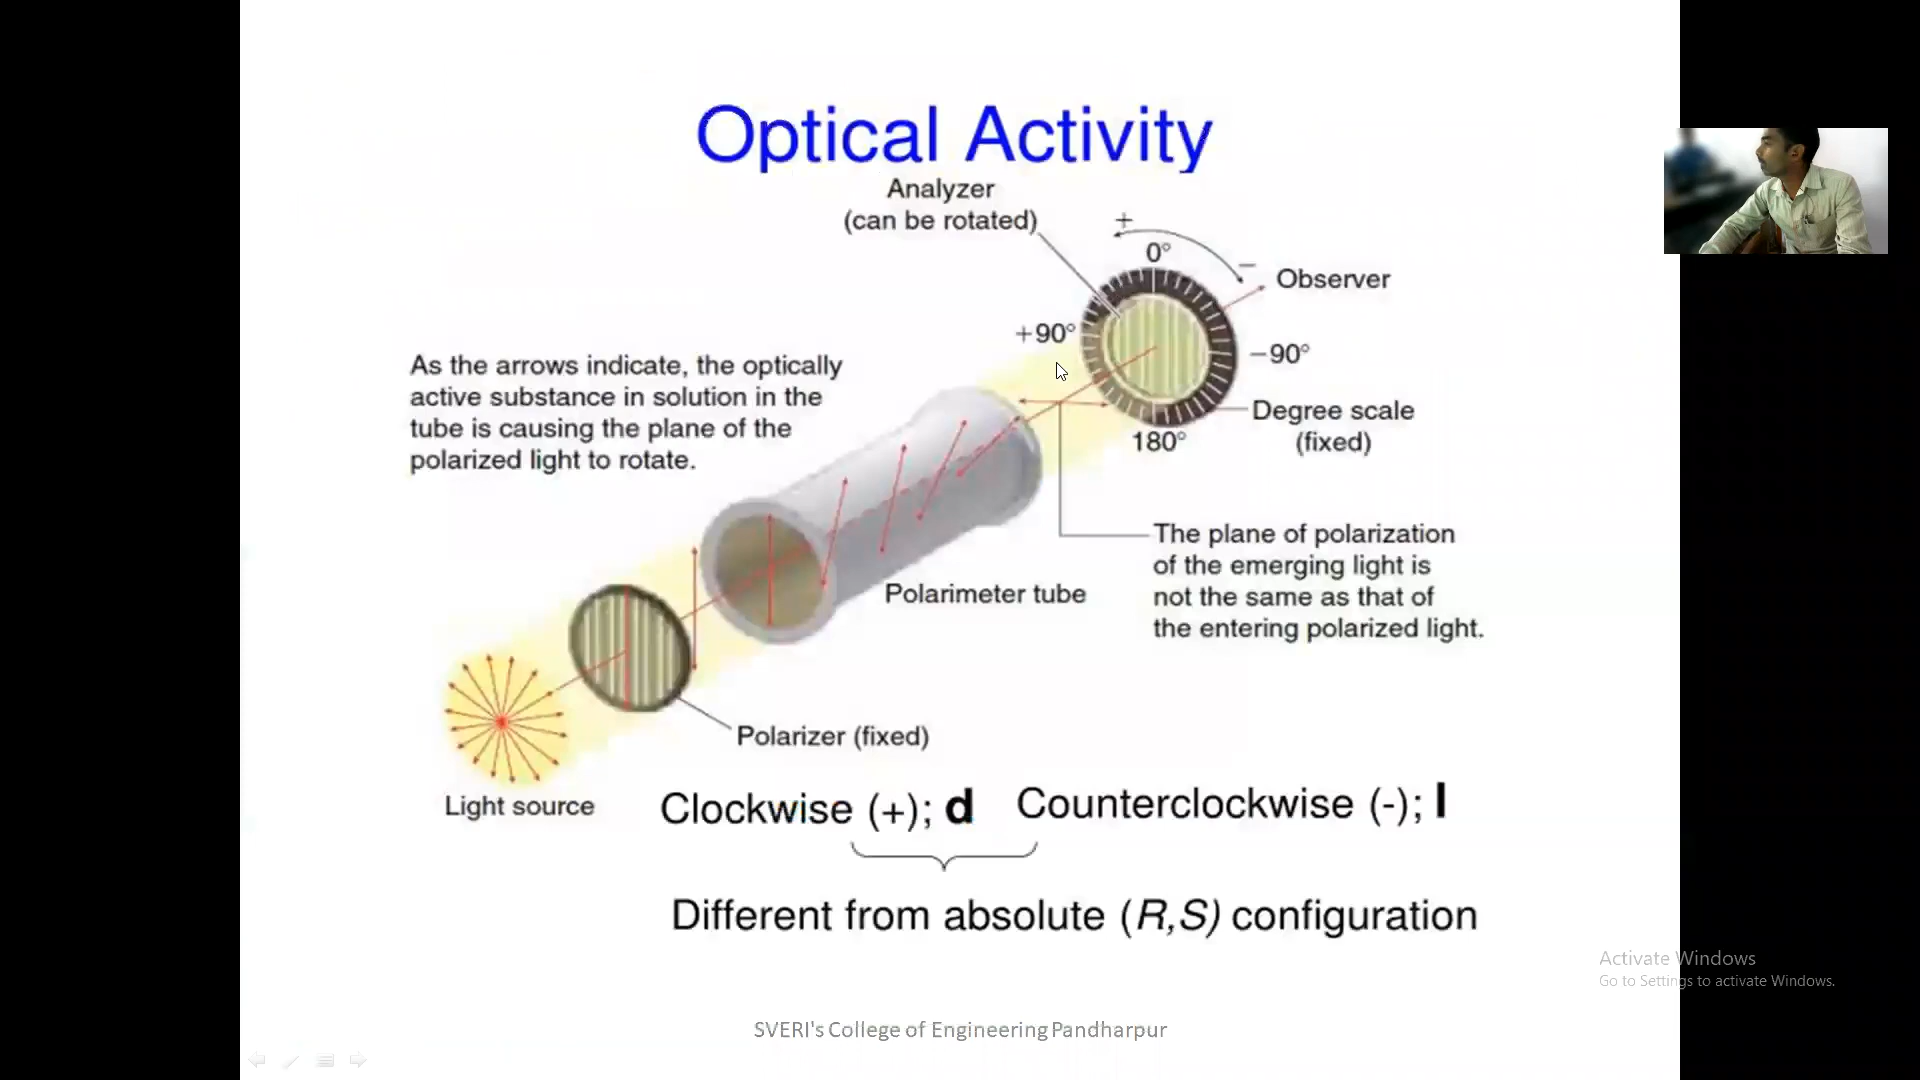 Optical Activity
Analyzer
(can be rotated)
+
0°
−
Observer
+90°
−90°
As the arrows indicate, the optically
active substance in solution in the
tube is causing the plane of the
polarized light to rotate.
Degree scale
(fixed)
180°
The plane of polarization
of the emerging light is
not the same as that of
the entering polarized light.
Polarimeter tube
Polarizer (fixed)
Light source
Clockwise (+); d
Counterclockwise (-); l
Different from absolute (R,S) configuration
Activate Windows
Go to Settings to activate Windows.
SVERI's College of Engineering Pandharpur